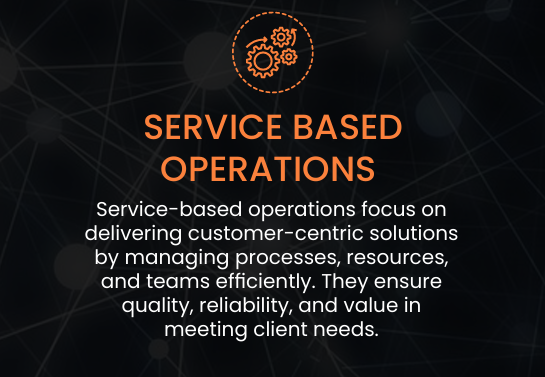 SERVICE BASED
OPERATIONS
Service-based operations focus on
delivering customer-centric solutions
by managing processes, resources,
and teams efficiently. They ensure
quality, reliability, and value in
meeting client needs.